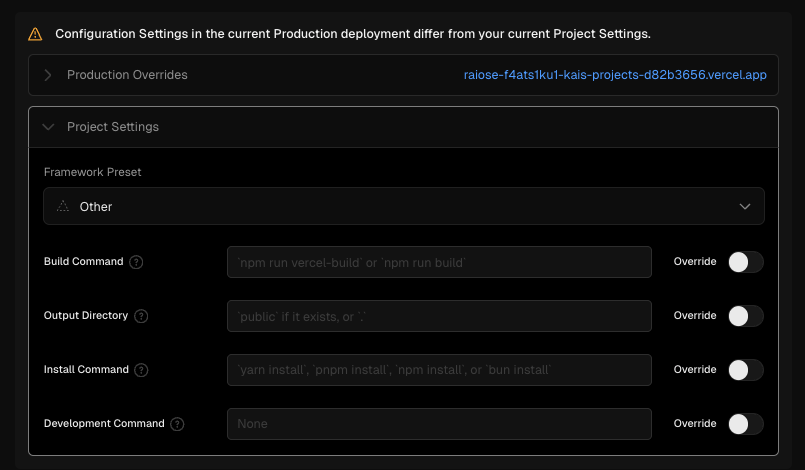 Configuration Settings in the current Production deployment differ from your current Project Settings.
Production Overrides raiose-f4ats1ku1-kais-projects-d82b3656.vercel.app
Project Settings
Framework Preset
Other
Build Command ? `npm run vercel-build` or `npm run build` Override
Output Directory ? `public` if it exists, or `.` Override
Install Command ? `yarn install`, `pnpm install`, `npm install`, or `bun install` Override
Development Command ? None Override